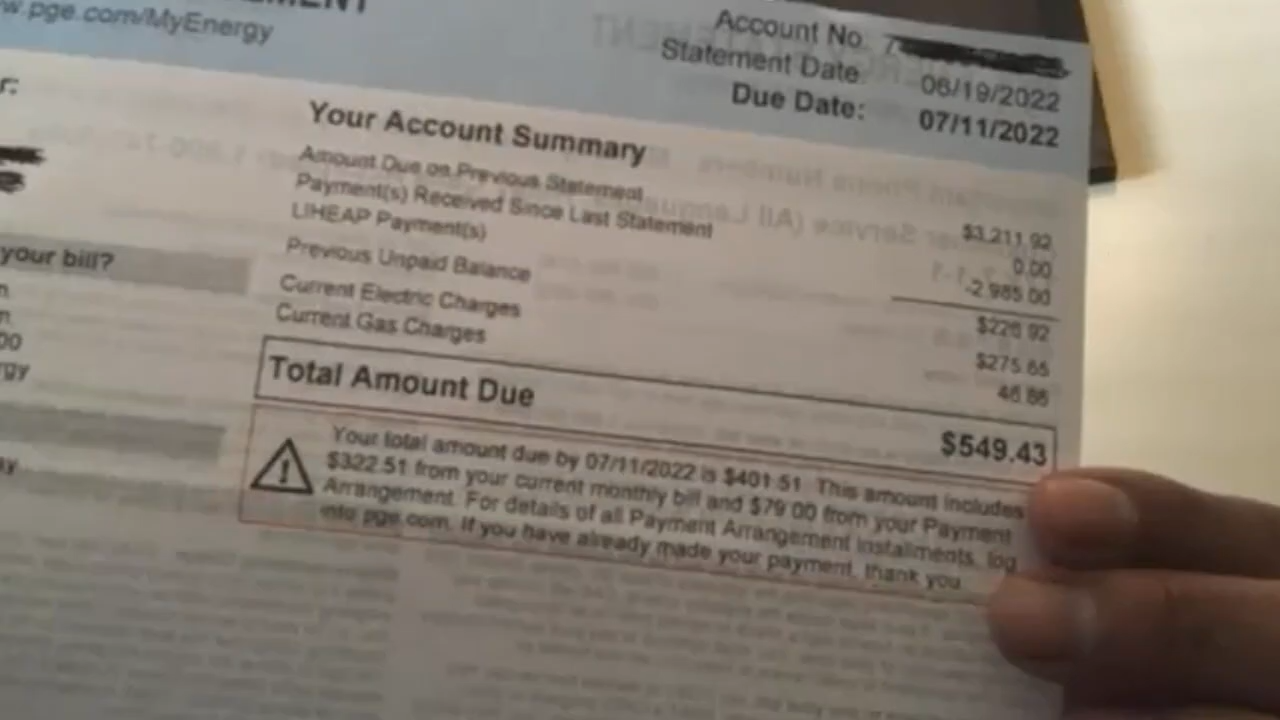 EMENT
w.pge.com/MyEnergy
Account No 7
Statement Date: 06/19/2022
Due Date: 07/11/2022
r:
Your Account Summary
Amount Due on Previous Statement $3,211.92
Payment(s) Received Since Last Statement 0.00
LIHEAP Payment(s) -2,985.00
Previous Unpaid Balance $226.92
your bill?
Current Electric Charges $275.65
Current Gas Charges 46.86
00
rgy
Total Amount Due $549.43
Your total amount due by 07/11/2022 is $401.51. This amount includes
$322.51 from your current monthly bill and $79.00 from your Payment
Arrangement. For details of all Payment Arrangement installments, log
into pge.com. If you have already made your payment, thank you.
ay